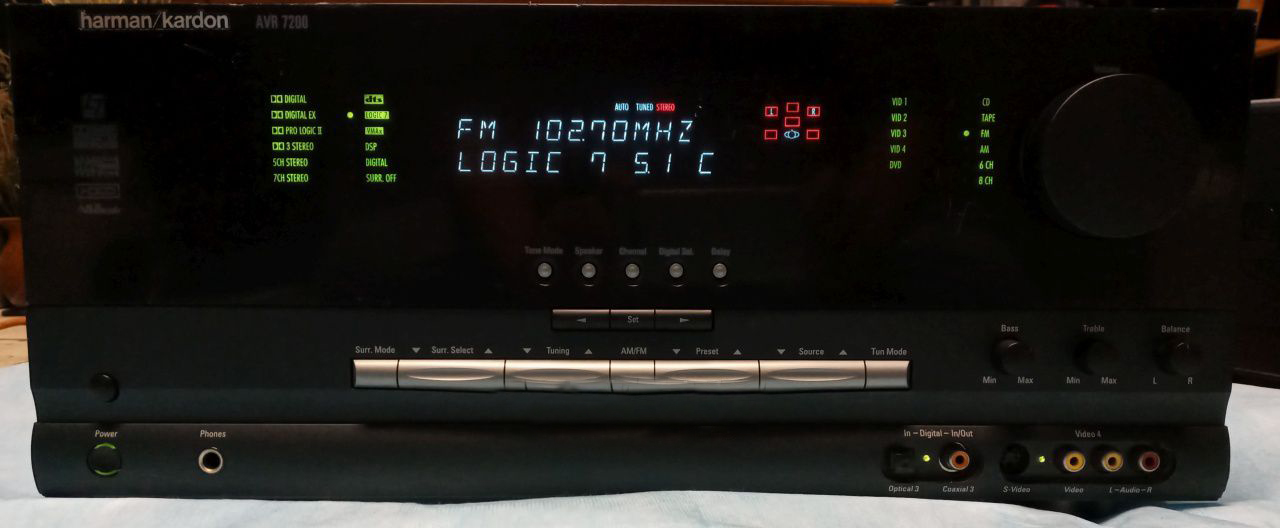 harman/kardon AVR 7200
DIGITAL
DIGITAL EX
PRO LOGIC II
3 STEREO
5CH STEREO
7CH STEREO
dts
LOGIC 7
VMAx
DSP
DIGITAL
SURR. OFF
AUTO TUNED STEREO
FM 102.70MHZ
LOGIC 7 5.1 C
L R
VID 1
VID 2
VID 3
VID 4
DVD
CD
TAPE
FM
AM
6 CH
8 CH
Tone Mode Speaker Channel Digital Sel. Delay
Set
Surr. Mode Surr. Select Tuning AM/FM Preset Source Tun Mode
Bass Treble Balance
Min Max Min Max L R
Power Phones
In – Digital – In/Out Video 4
Optical 3 Coaxial 3 S-Video Video L – Audio – R